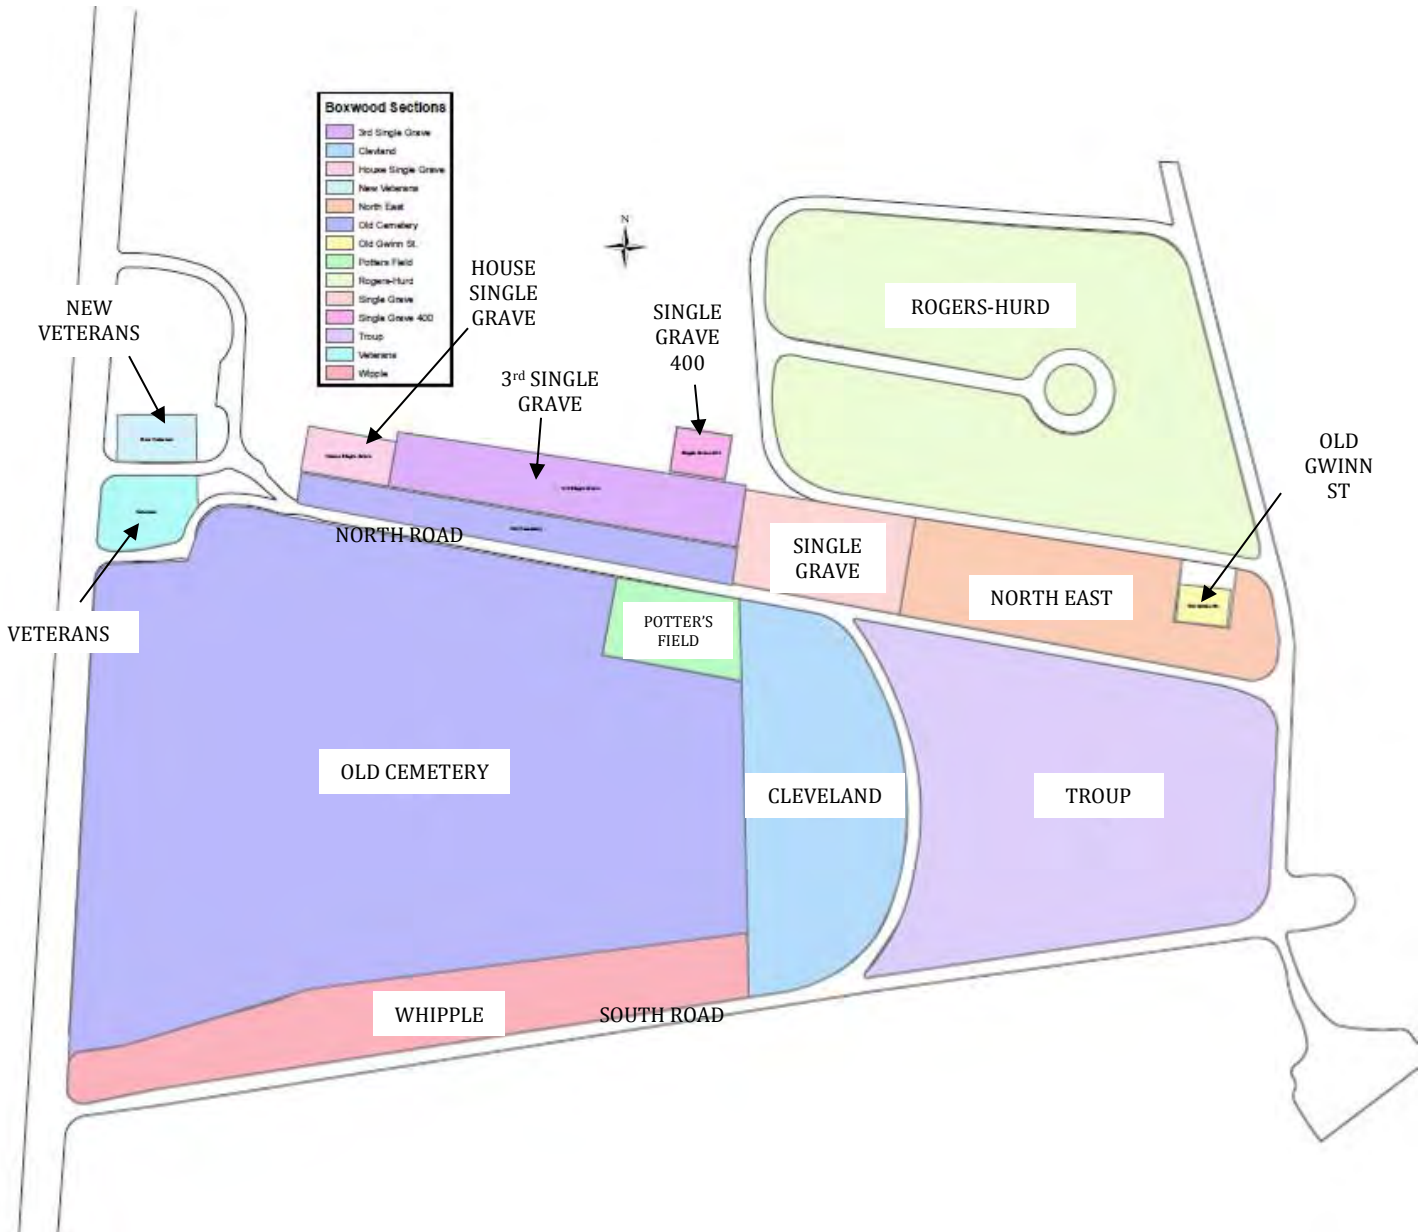 Boxwood Sections
3rd Single Grave
Clevland
House Single Grave
New Veterans
North East
Old Cemetery
Old Gwinn St.
Potters Field
Rogers-Hurd
Single Grave
Single Grave 400
Troup
Veterans
Wipple
N
HOUSE
SINGLE
GRAVE
NEW
VETERANS
SINGLE
GRAVE
400
ROGERS-HURD
3rd SINGLE
GRAVE
OLD
GWINN
ST
NORTH ROAD
SINGLE
GRAVE
NORTH EAST
VETERANS
POTTER'S
FIELD
OLD CEMETERY
CLEVELAND
TROUP
WHIPPLE
SOUTH ROAD